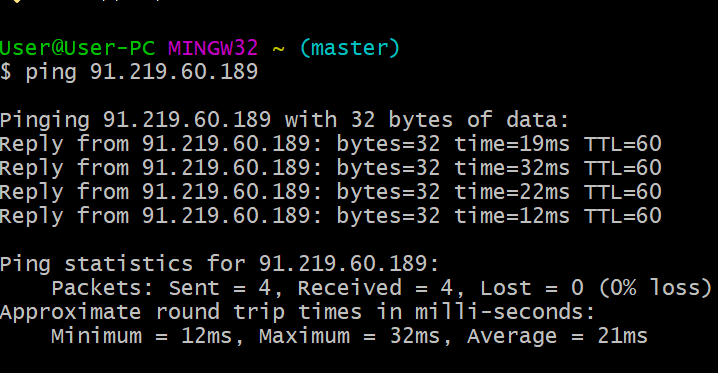 User@User-PC MINGW32 ~ (master)
$ ping 91.219.60.189

Pinging 91.219.60.189 with 32 bytes of data:
Reply from 91.219.60.189: bytes=32 time=19ms TTL=60
Reply from 91.219.60.189: bytes=32 time=32ms TTL=60
Reply from 91.219.60.189: bytes=32 time=22ms TTL=60
Reply from 91.219.60.189: bytes=32 time=12ms TTL=60

Ping statistics for 91.219.60.189:
    Packets: Sent = 4, Received = 4, Lost = 0 (0% loss)
Approximate round trip times in milli-seconds:
    Minimum = 12ms, Maximum = 32ms, Average = 21ms